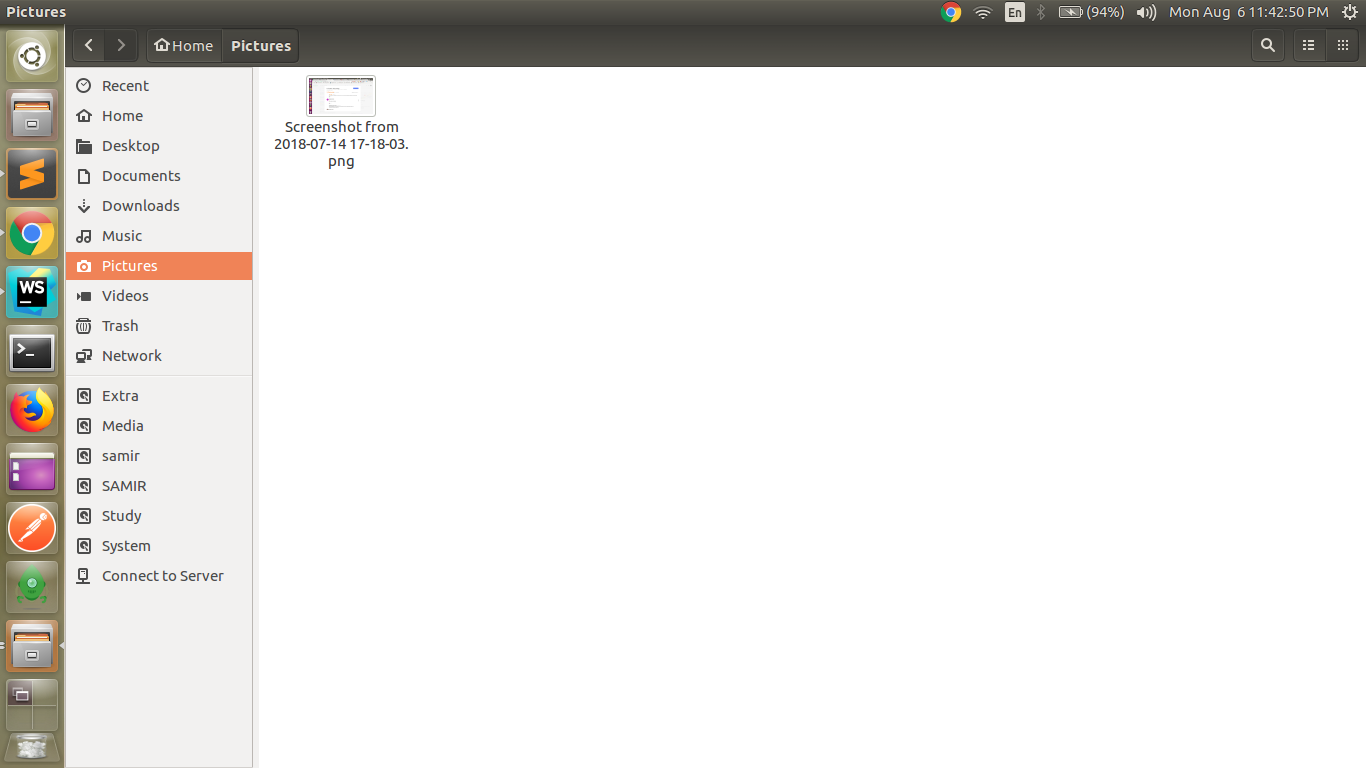 Pictures
En
(94%)
Mon Aug 6 11:42:50 PM
Home
Pictures
Recent
Home
Desktop
Documents
Downloads
Music
Pictures
Videos
Trash
Network
Extra
Media
samir
SAMIR
Study
System
Connect to Server
Screenshot from
2018-07-14 17-18-03.
png
WS
>_